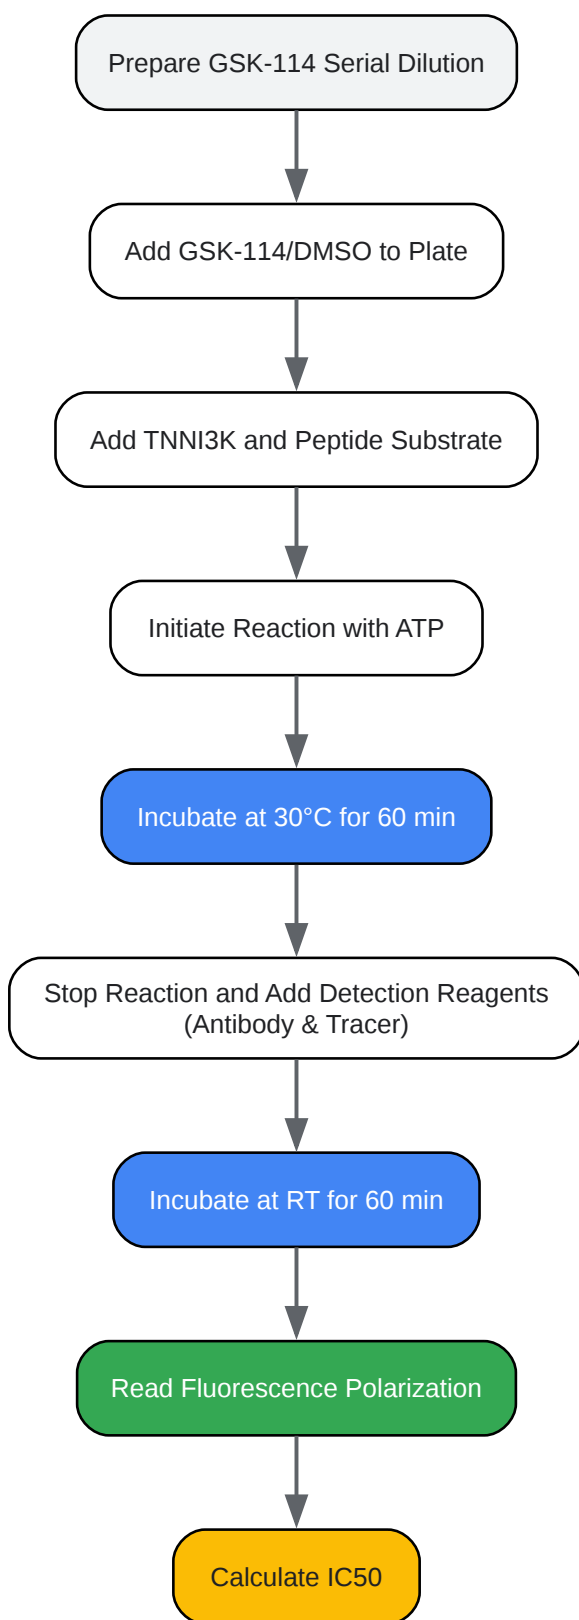 Prepare GSK-114 Serial Dilution
Add GSK-114/DMSO to Plate
Add TNNI3K and Peptide Substrate
Initiate Reaction with ATP
Incubate at 30°C for 60 min
Stop Reaction and Add Detection Reagents
(Antibody & Tracer)
Incubate at RT for 60 min
Read Fluorescence Polarization
Calculate IC50